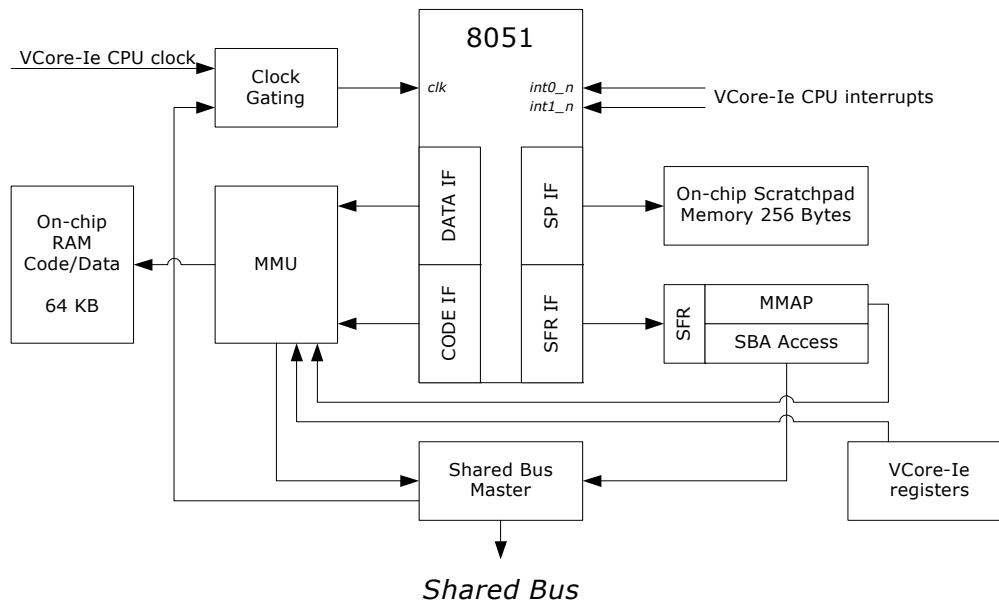 8051
VCore-Ie CPU clock
Clock
Gating
clk
int0_n
int1_n
VCore-Ie CPU interrupts
On-chip
RAM
Code/Data
64 KB
MMU
DATA IF
CODE IF
SP IF
SFR IF
On-chip Scratchpad
Memory 256 Bytes
SFR
MMAP
SBA Access
Shared Bus
Master
VCore-Ie
registers
Shared Bus